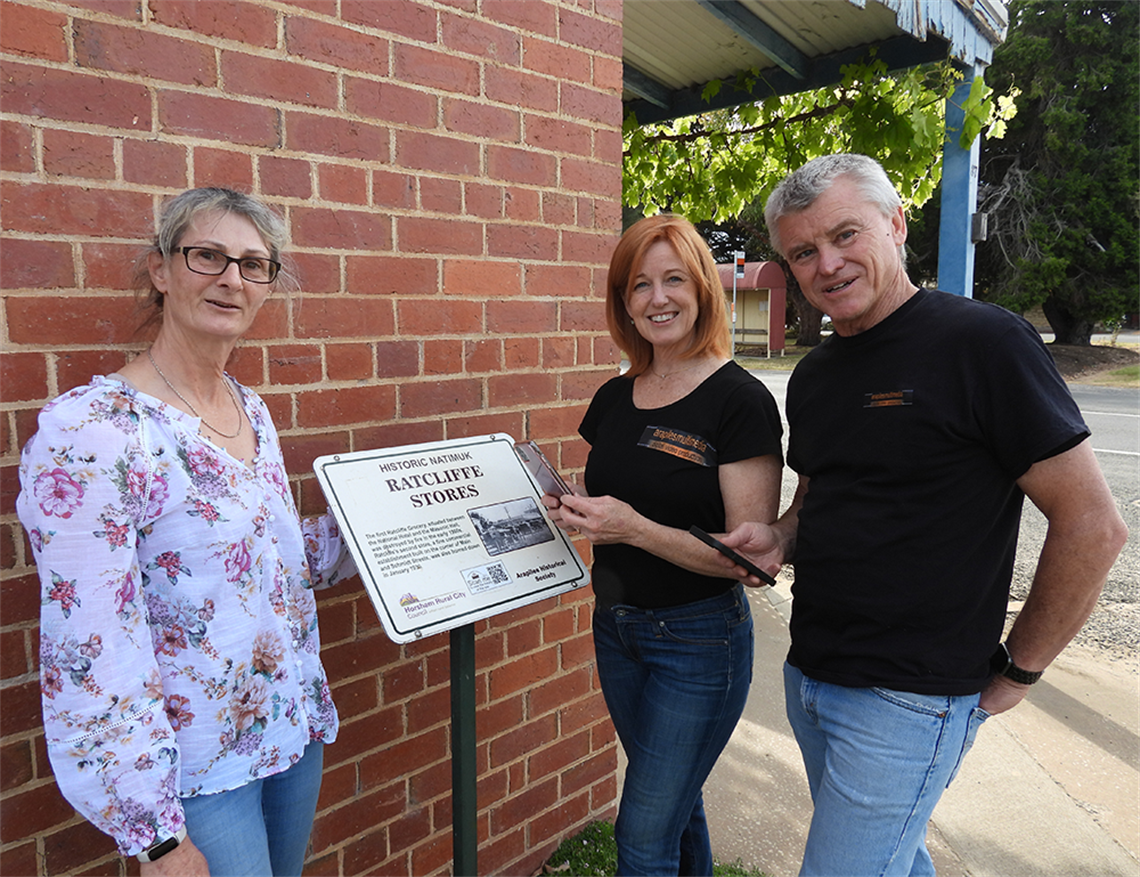 HISTORIC NATIMUK
RATCLIFFE
STORES
The first Ratcliffe Grocery, situated between
the National Hotel and the Masonic Hall,
was destroyed by fire in the early 1900s.
Ratcliffe's second store, a fine commercial
establishment built on the corner of Main
and Schmidt Streets, was also burned down
in January 1936.
Horsham Rural City
Council
Arapiles Historical
Society
araplesmultimedia